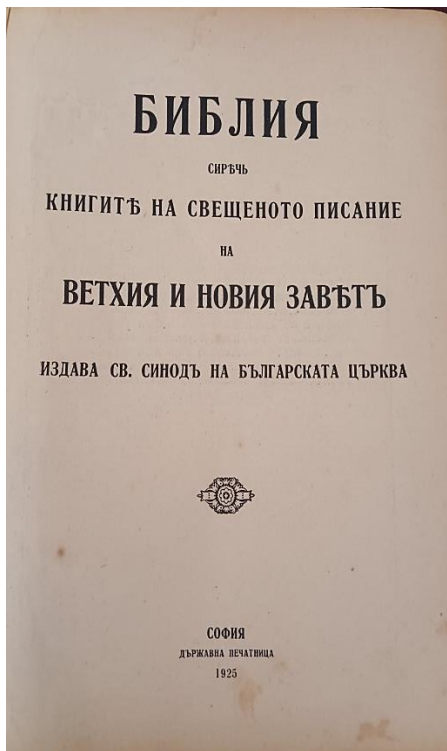 БИБЛИЯ
СИРѢЧЬ
КНИГИТѢ НА СВЕЩЕНОТО ПИСАНИЕ
НА
ВЕТХИЯ И НОВИЯ ЗАВѢТЪ
ИЗДАВА СВ. СИНОДЪ НА БЪЛГАРСКАТА ЦЪРКВА
СОФИЯ
ДЪРЖАВНА ПЕЧАТНИЦА
1925